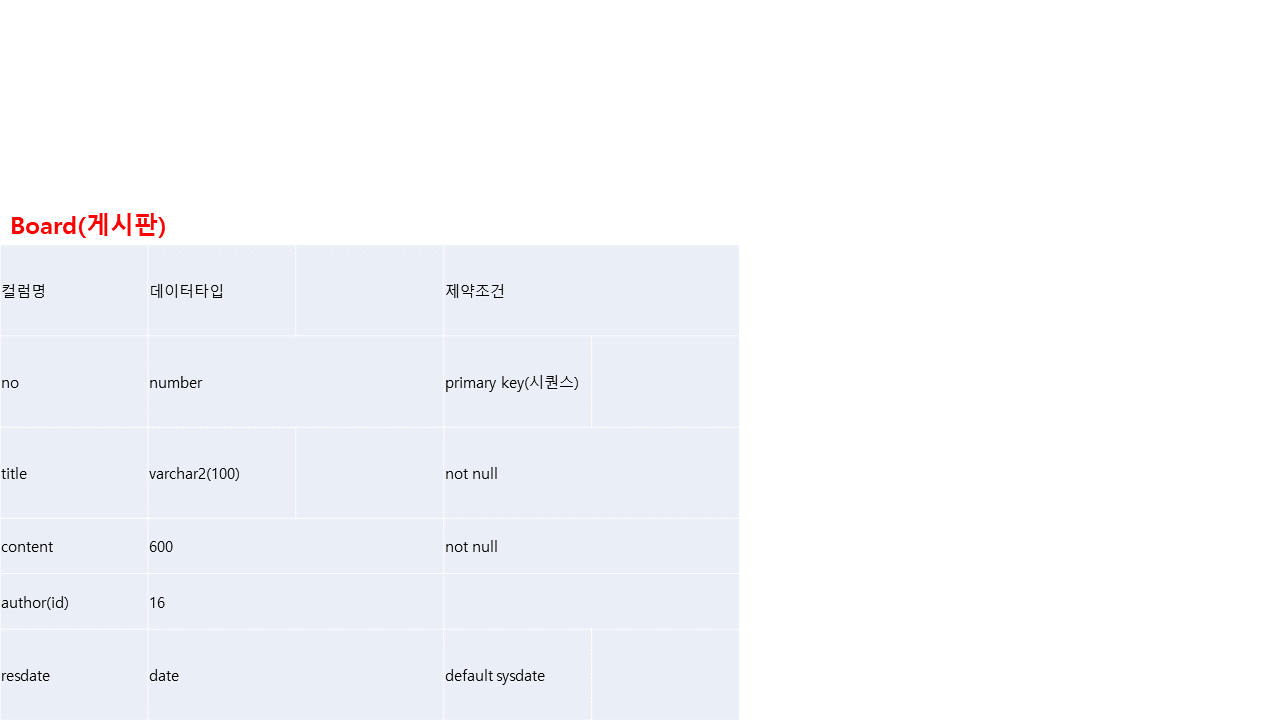 Board(게시판)
컬럼명 데이터타입 제약조건
no number primary key(시퀀스)
title varchar2(100) not null
content 600 not null
author(id) 16
resdate date default sysdate